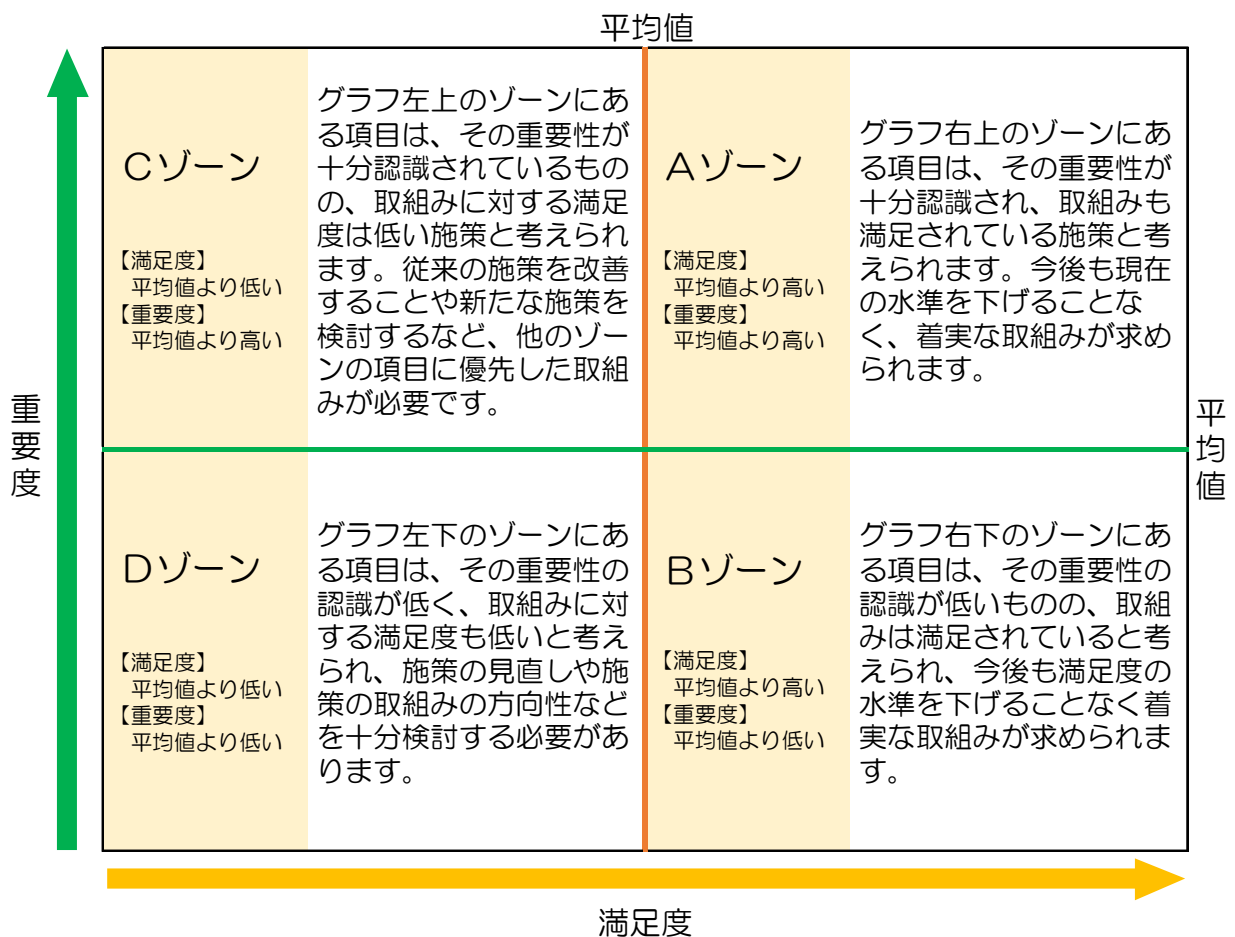 平均値
重要度
Cゾーン
【満足度】
平均値より低い
【重要度】
平均値より高い
グラフ左上のゾーンにあ
る項目は、その重要性が
十分認識されているもの
の、取組みに対する満足
度は低い施策と考えられ
ます。従来の施策を改善
することや新たな施策を
検討するなど、他のゾー
ンの項目に優先した取組
みが必要です。
Aゾーン
【満足度】
平均値より高い
【重要度】
平均値より高い
グラフ右上のゾーンにあ
る項目は、その重要性が
十分認識され、取組みも
満足されている施策と考
えられます。今後も現在
の水準を下げることな
く、着実な取組みが求め
られます。
平均値
Dゾーン
【満足度】
平均値より低い
【重要度】
平均値より低い
グラフ左下のゾーンにあ
る項目は、その重要性の
認識が低く、取組みに対
する満足度も低いと考え
られ、施策の見直しや施
策の取組みの方向性など
を十分検討する必要があ
ります。
Bゾーン
【満足度】
平均値より高い
【重要度】
平均値より低い
グラフ右下のゾーンにあ
る項目は、その重要性の
認識が低いものの、取組
みは満足されていると考
えられ、今後も満足度の
水準を下げることなく着
実な取組みが求められま
す。
満足度